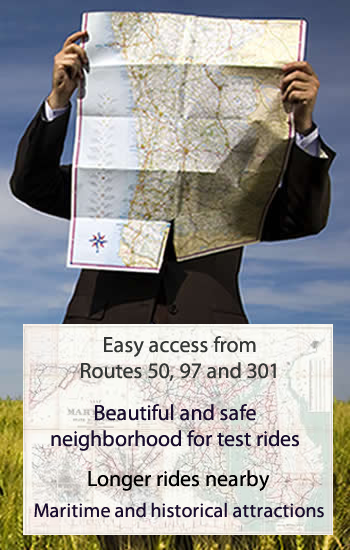 Easy access from
Routes 50, 97 and 301
Beautiful and safe
neighborhood for test rides
Longer rides nearby
Maritime and historical attractions